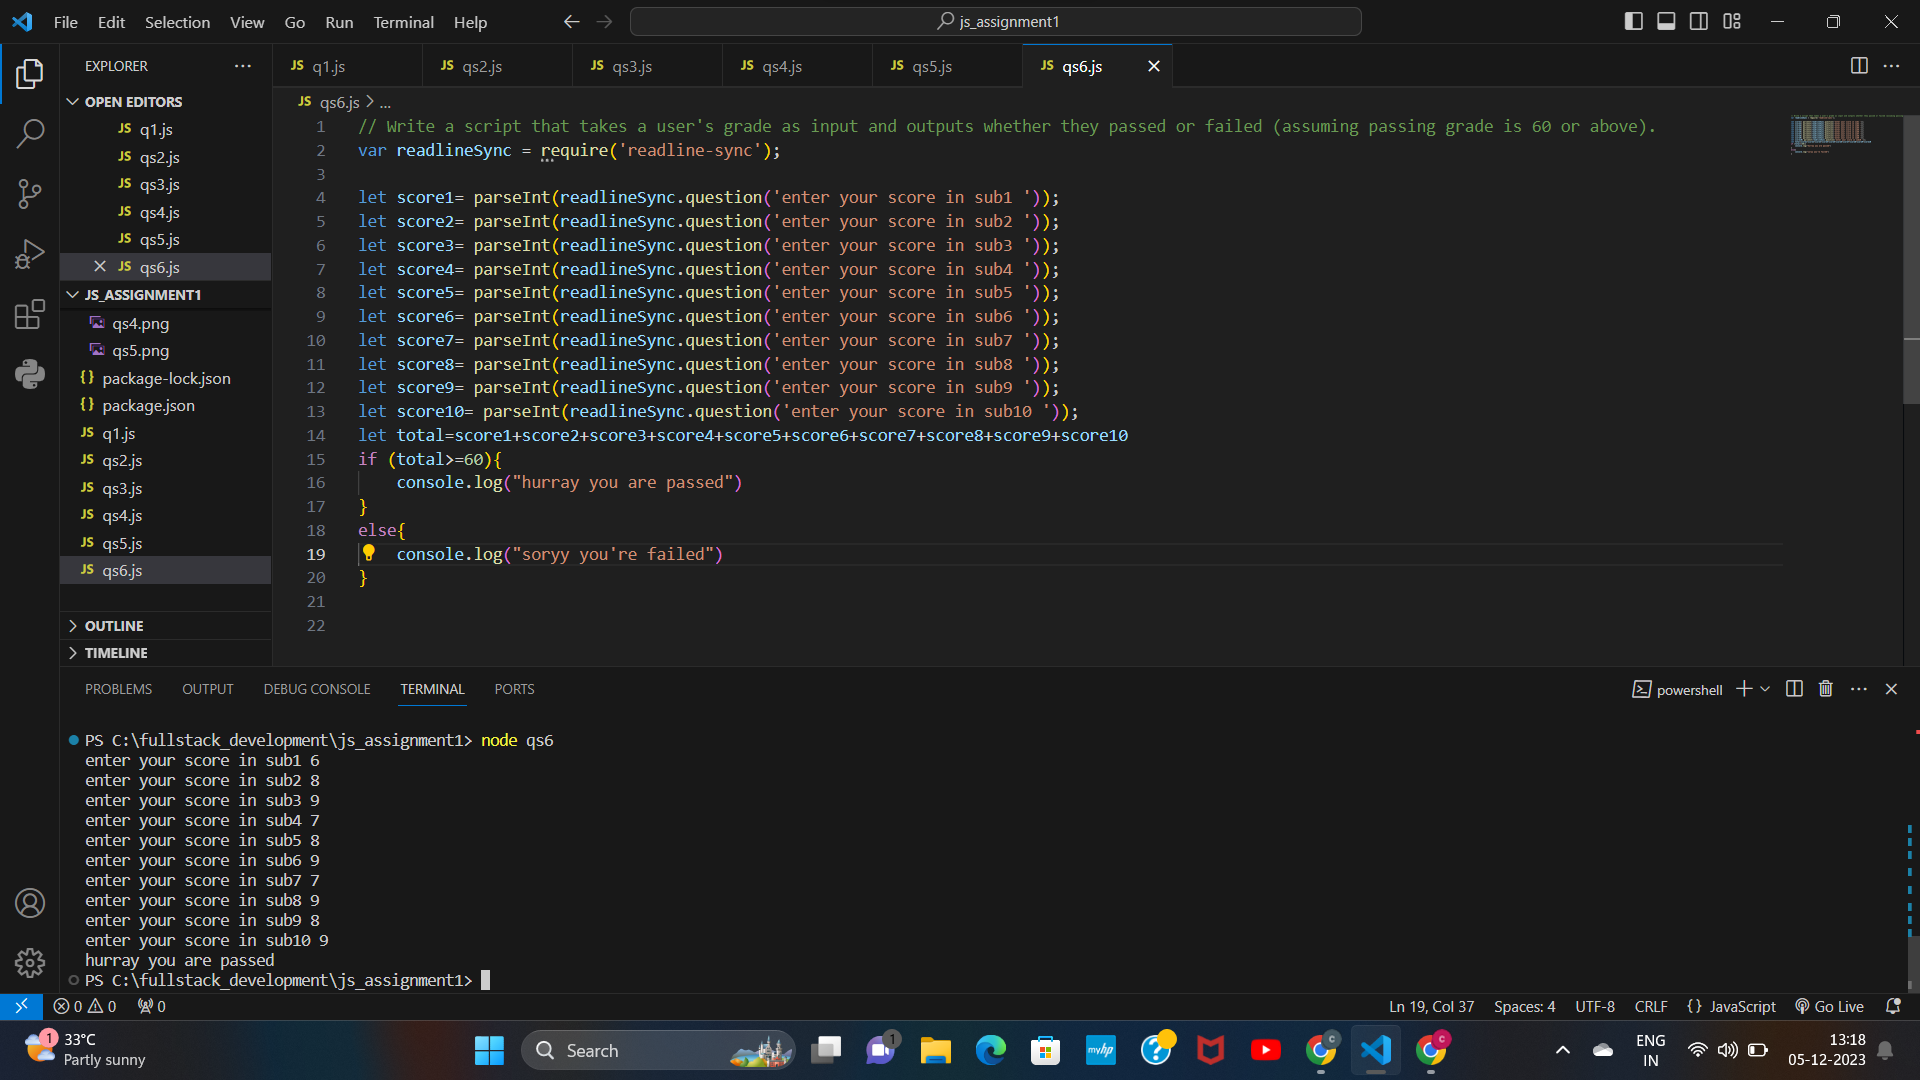 File Edit Selection View Go Run Terminal Help
js_assignment1
EXPLORER
OPEN EDITORS
JS q1.js
JS qs2.js
JS qs3.js
JS qs4.js
JS qs5.js
JS qs6.js
JS_ASSIGNMENT1
qs4.png
qs5.png
{} package-lock.json
{} package.json
JS q1.js
JS qs2.js
JS qs3.js
JS qs4.js
JS qs5.js
JS qs6.js
OUTLINE
TIMELINE
JS q1.js JS qs2.js JS qs3.js JS qs4.js JS qs5.js JS qs6.js
JS qs6.js > ...
1 // Write a script that takes a user's grade as input and outputs whether they passed or failed (assuming passing grade is 60 or above).
2 var readlineSync = require('readline-sync');
3
4 let score1= parseInt(readlineSync.question('enter your score in sub1 '));
5 let score2= parseInt(readlineSync.question('enter your score in sub2 '));
6 let score3= parseInt(readlineSync.question('enter your score in sub3 '));
7 let score4= parseInt(readlineSync.question('enter your score in sub4 '));
8 let score5= parseInt(readlineSync.question('enter your score in sub5 '));
9 let score6= parseInt(readlineSync.question('enter your score in sub6 '));
10 let score7= parseInt(readlineSync.question('enter your score in sub7 '));
11 let score8= parseInt(readlineSync.question('enter your score in sub8 '));
12 let score9= parseInt(readlineSync.question('enter your score in sub9 '));
13 let score10= parseInt(readlineSync.question('enter your score in sub10 '));
14 let total=score1+score2+score3+score4+score5+score6+score7+score8+score9+score10
15 if (total>=60){
16 console.log("hurray you are passed")
17 }
18 else{
19 console.log("soryy you're failed")
20 }
21
22
PROBLEMS OUTPUT DEBUG CONSOLE TERMINAL PORTS
powershell
PS C:\fullstack_development\js_assignment1> node qs6
enter your score in sub1 6
enter your score in sub2 8
enter your score in sub3 9
enter your score in sub4 7
enter your score in sub5 8
enter your score in sub6 9
enter your score in sub7 7
enter your score in sub8 9
enter your score in sub9 8
enter your score in sub10 9
hurray you are passed
PS C:\fullstack_development\js_assignment1>
0 0 0
Ln 19, Col 37 Spaces: 4 UTF-8 CRLF {} JavaScript Go Live
1
33°C
Partly sunny
Search
1
myhp
C
C
ENG
IN
13:18
05-12-2023